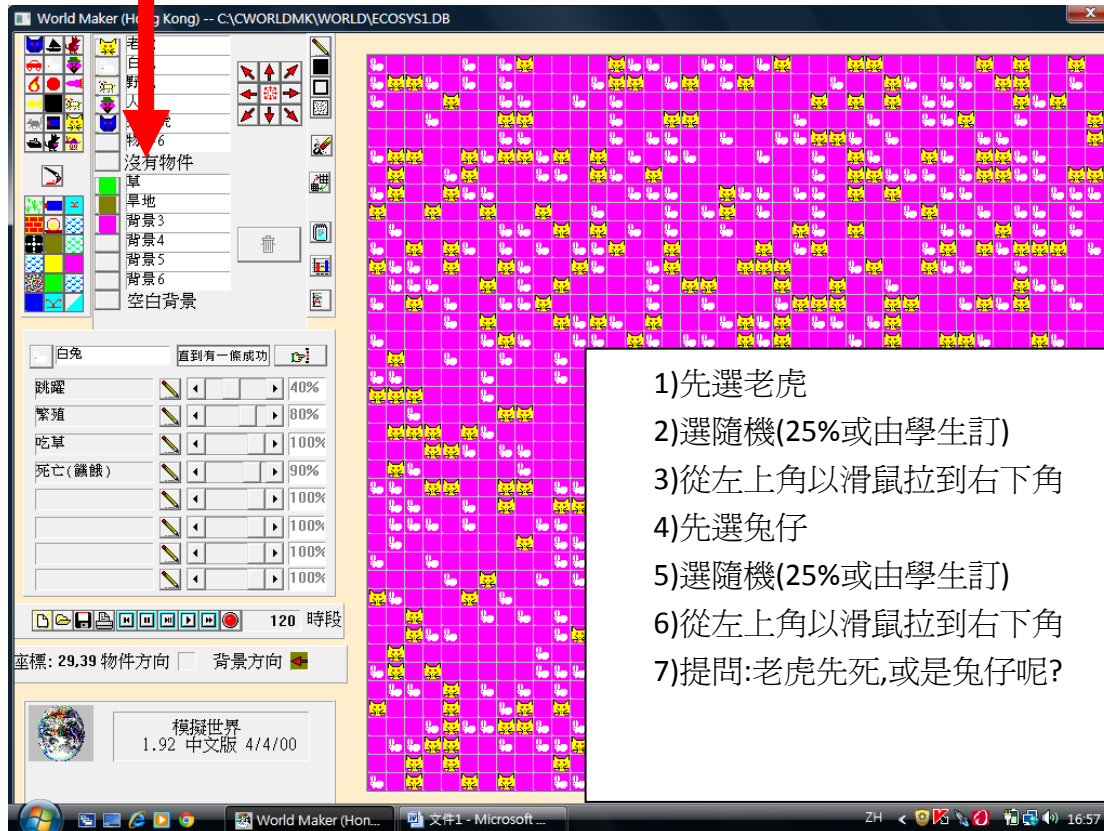 World Maker (Hong Kong) -- C:\CWORLDMK\WORLD\ECOSYS1.DB
沒有物件
草
旱地
背景3
背景4
背景5
背景6
空白背景
白兔
直到有一條成功
跳躍
40%
繁殖
80%
吃草
100%
死亡(饑餓)
90%
100%
100%
100%
100%
120 時段
座標: 29,39 物件方向 背景方向
模擬世界
1.92 中文版 4/4/00
1)先選老虎
2)選隨機(25%或由學生訂)
3)從左上角以滑鼠拉到右下角
4)先選兔仔
5)選隨機(25%或由學生訂)
6)從左上角以滑鼠拉到右下角
7)提問:老虎先死,或是兔仔呢?
World Maker (Hon...
文件1 - Microsoft ...
ZH
16:57